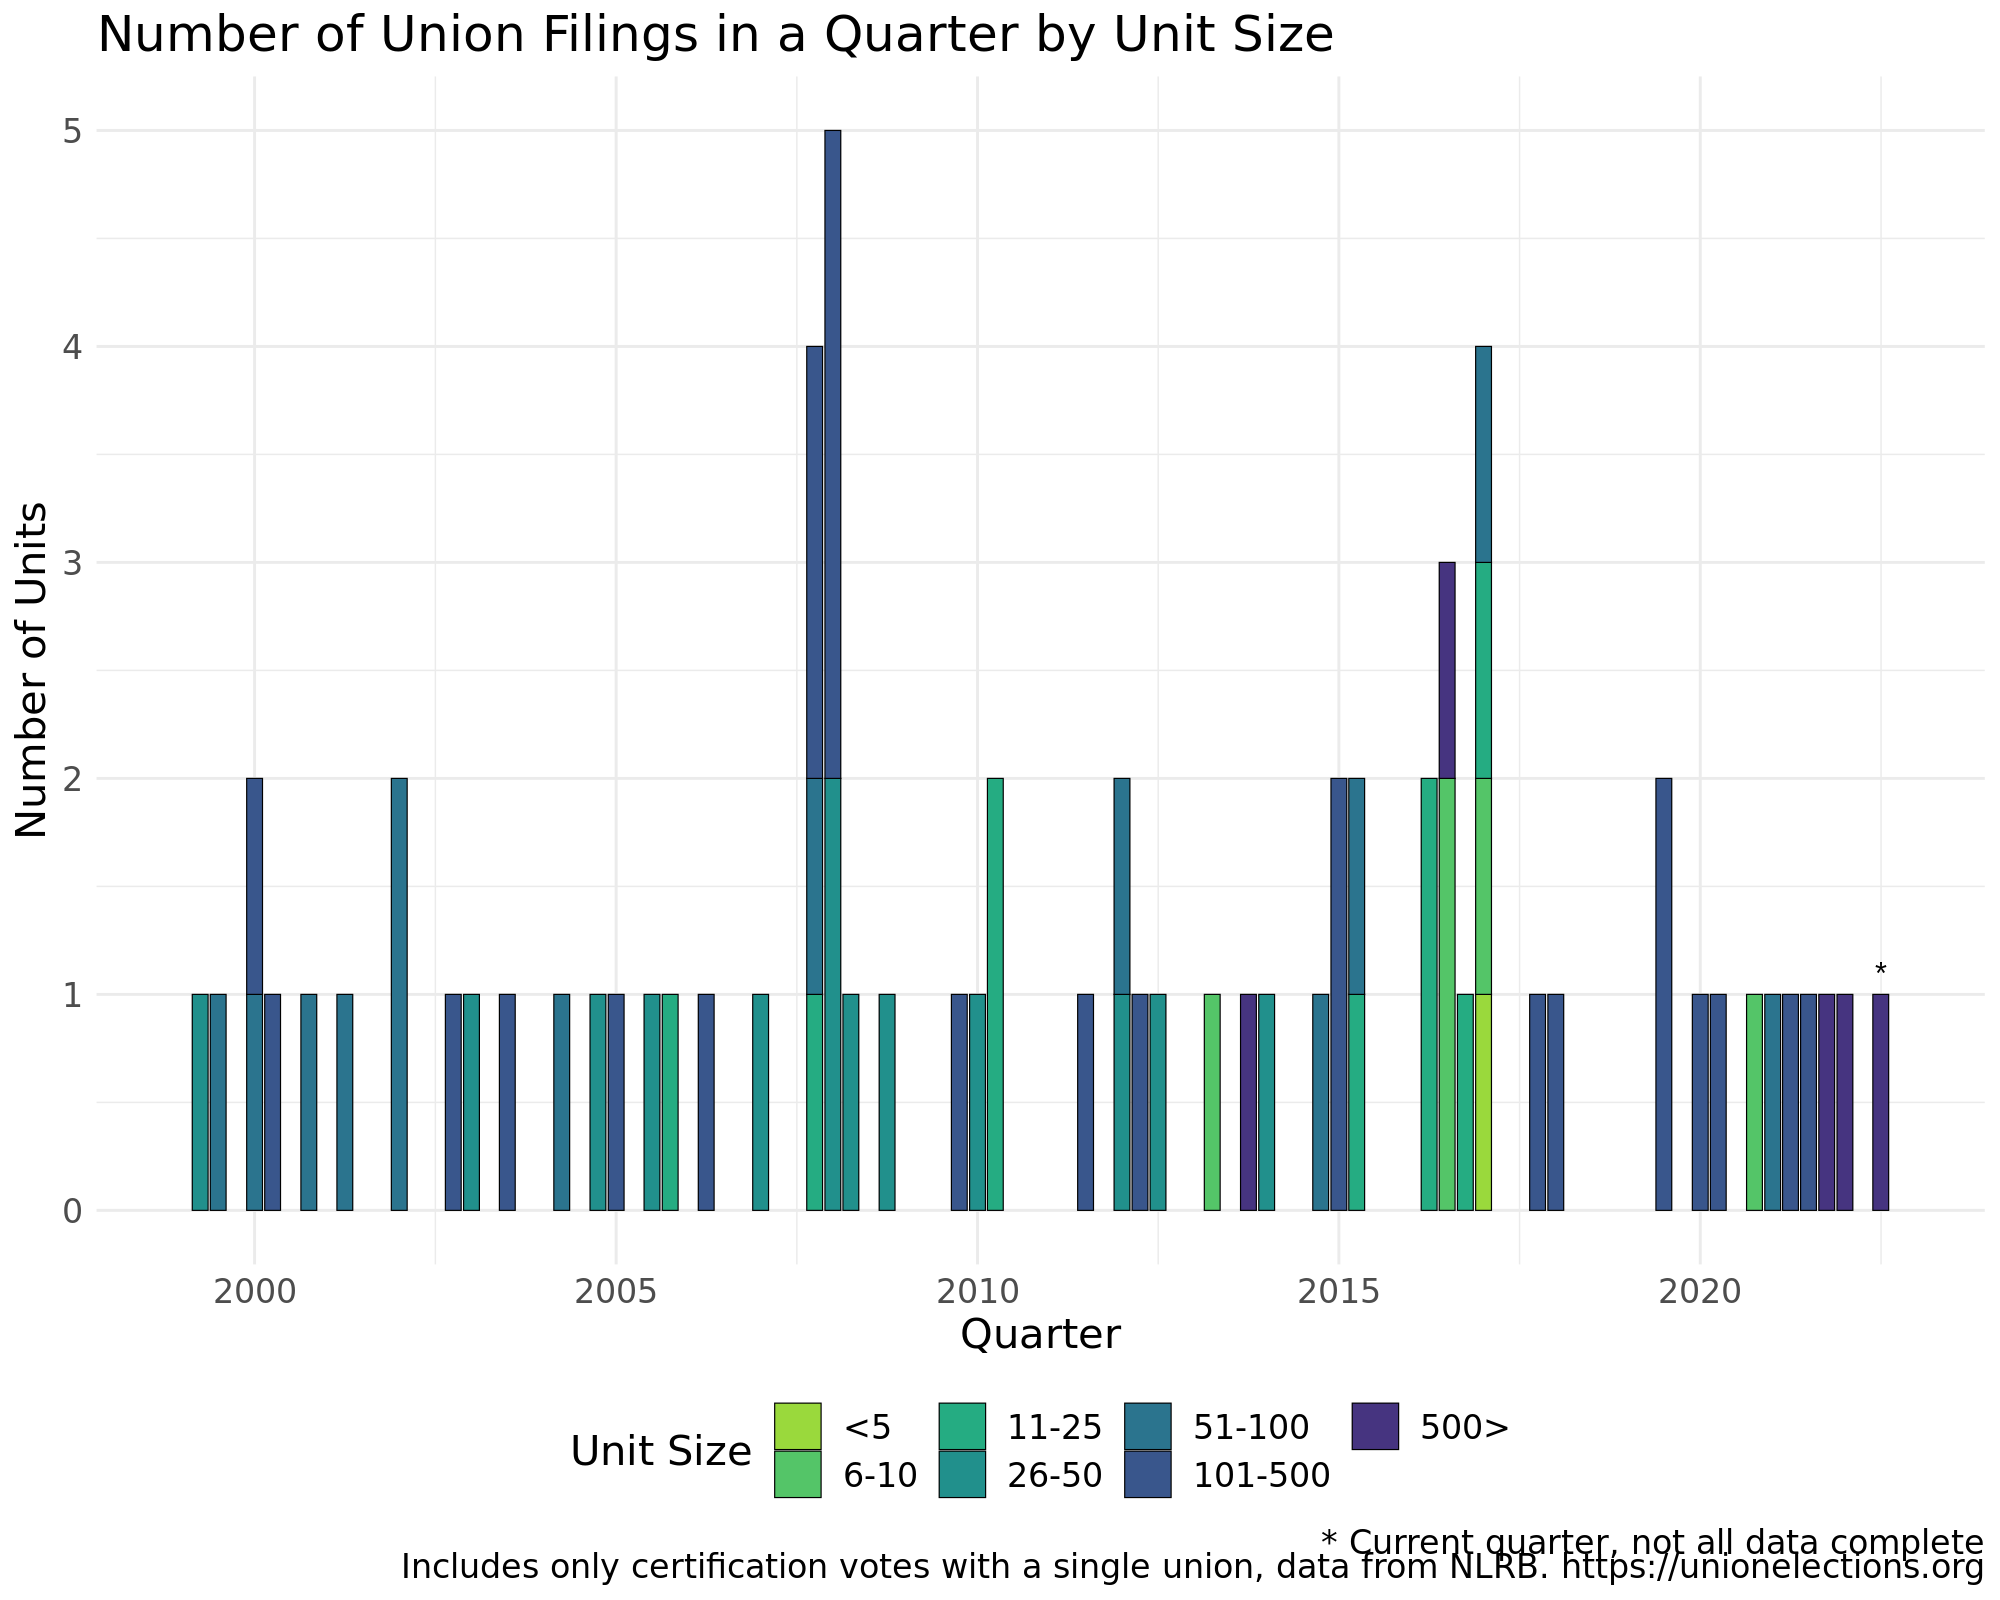 Number of Union Filings in a Quarter by Unit Size
Number of Units
5
4
3
2
1
0
*
2000 2005 2010 2015 2020
Quarter
Unit Size
<5 11-25 51-100 500>
6-10 26-50 101-500
* Current quarter, not all data complete
Includes only certification votes with a single union, data from NLRB. https://unionelections.org